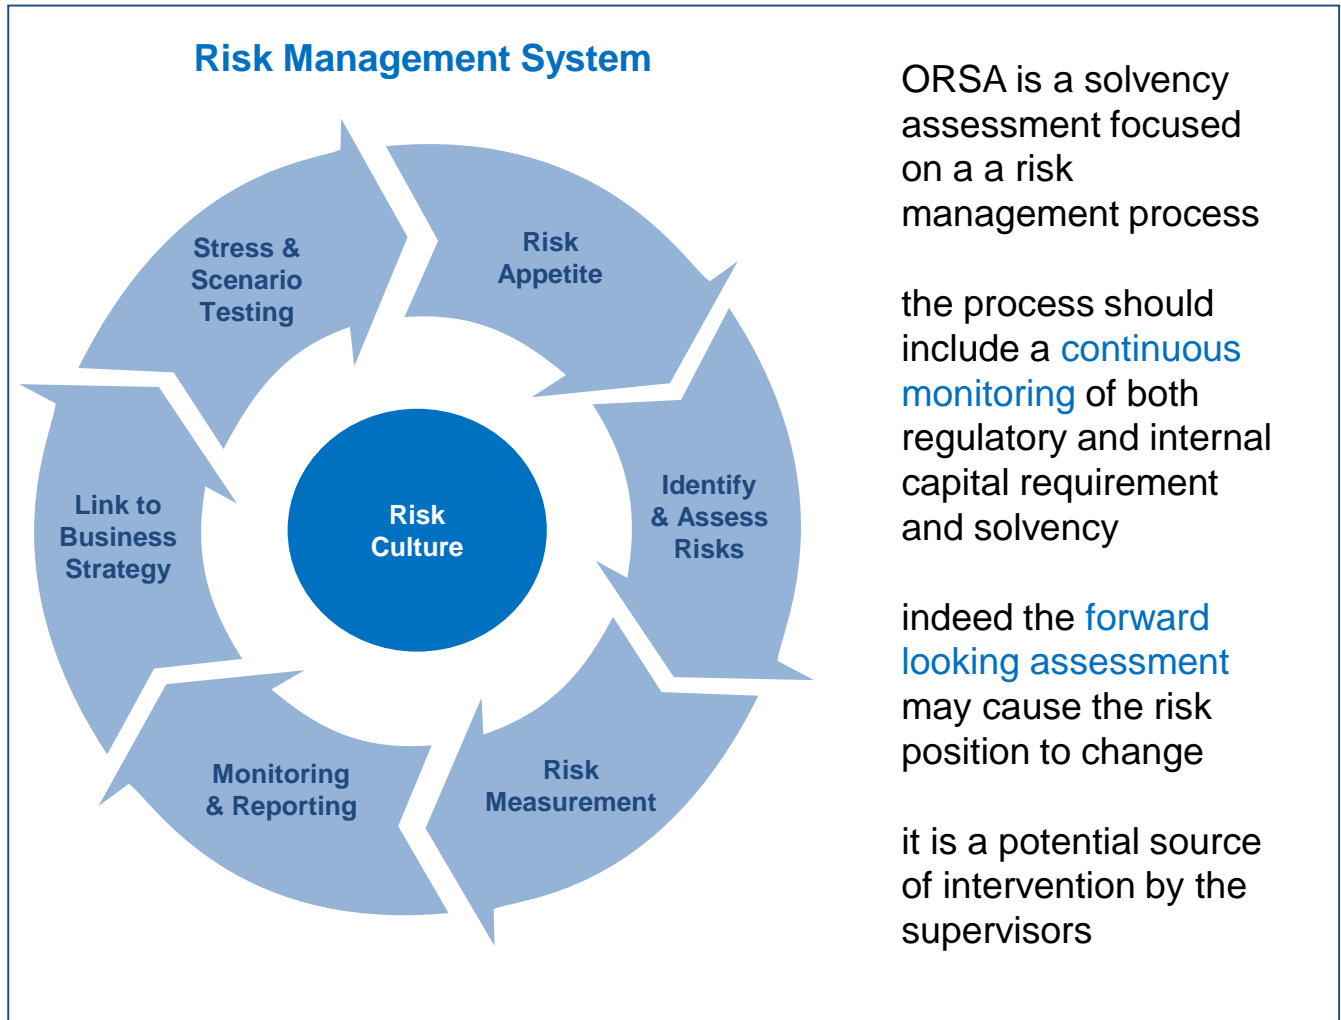 Risk Management System
Stress &
Scenario
Testing
Risk
Appetite
Identify
& Assess
Risks
Risk
Measurement
Monitoring
& Reporting
Link to
Business
Strategy
Risk
Culture
ORSA is a solvency
assessment focused
on a a risk
management process
the process should
include a continuous
monitoring of both
regulatory and internal
capital requirement
and solvency
indeed the forward
looking assessment
may cause the risk
position to change
it is a potential source
of intervention by the
supervisors